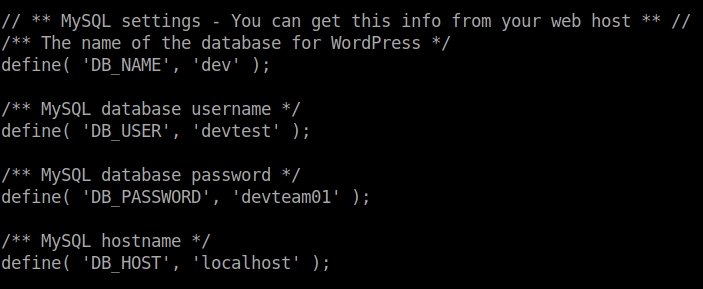 // ** MySQL settings - You can get this info from your web host ** //
/** The name of the database for WordPress */
define( 'DB_NAME', 'dev' );
/** MySQL database username */
define( 'DB_USER', 'devtest' );
/** MySQL database password */
define( 'DB_PASSWORD', 'devteam01' );
/** MySQL hostname */
define( 'DB_HOST', 'localhost' );